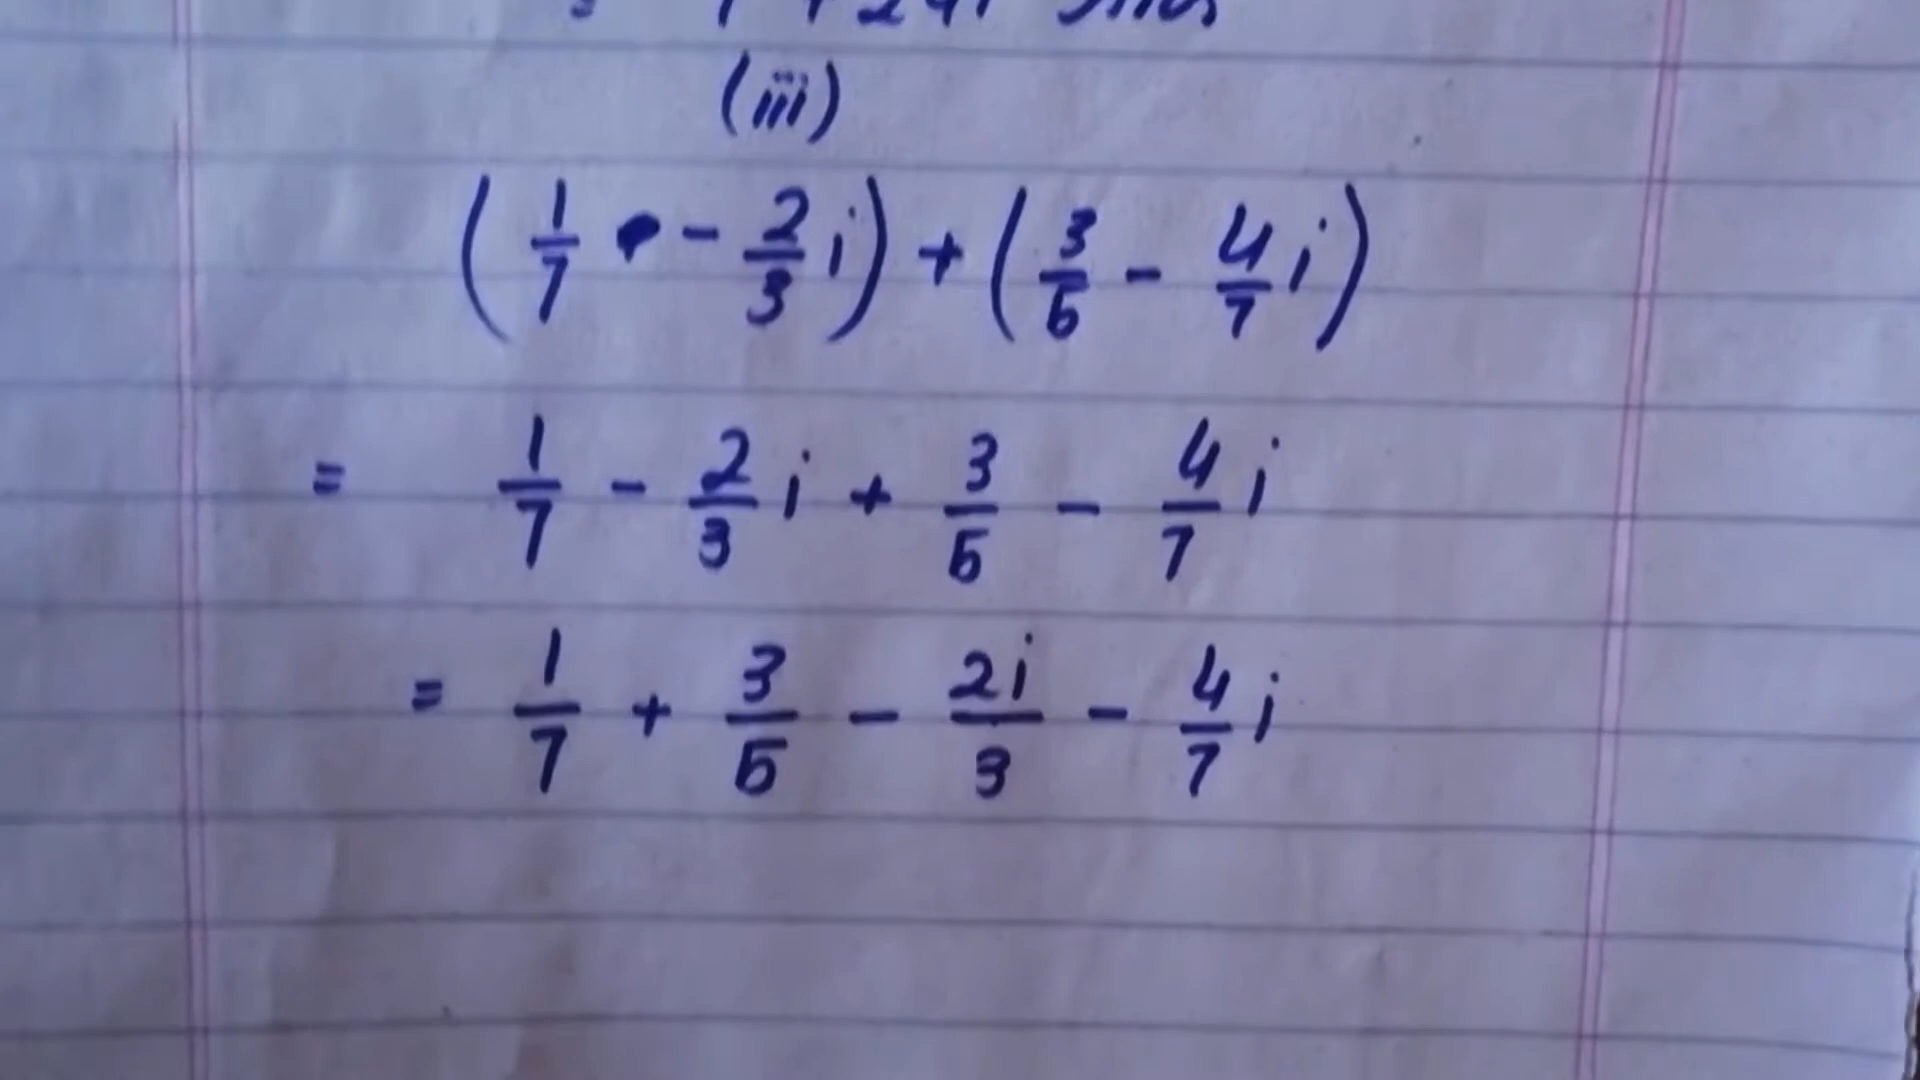 (iii)
(1/7 - 2/3 i) + (3/5 - 4/7 i)
= 1/7 - 2/3 i + 3/5 - 4/7 i
= 1/7 + 3/5 - 2i/3 - 4/7 i